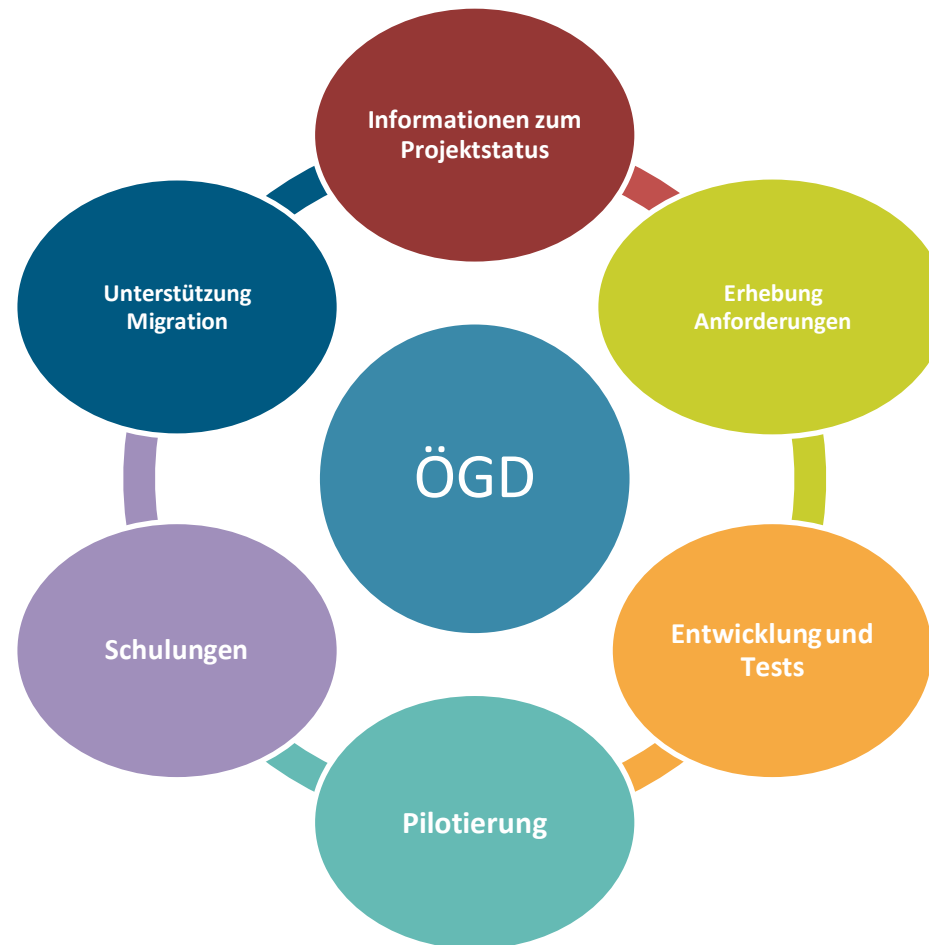 Informationen zum
Projektstatus
Erhebung
Anforderungen
Entwicklung und
Tests
Pilotierung
Schulungen
Unterstützung
Migration
ÖGD